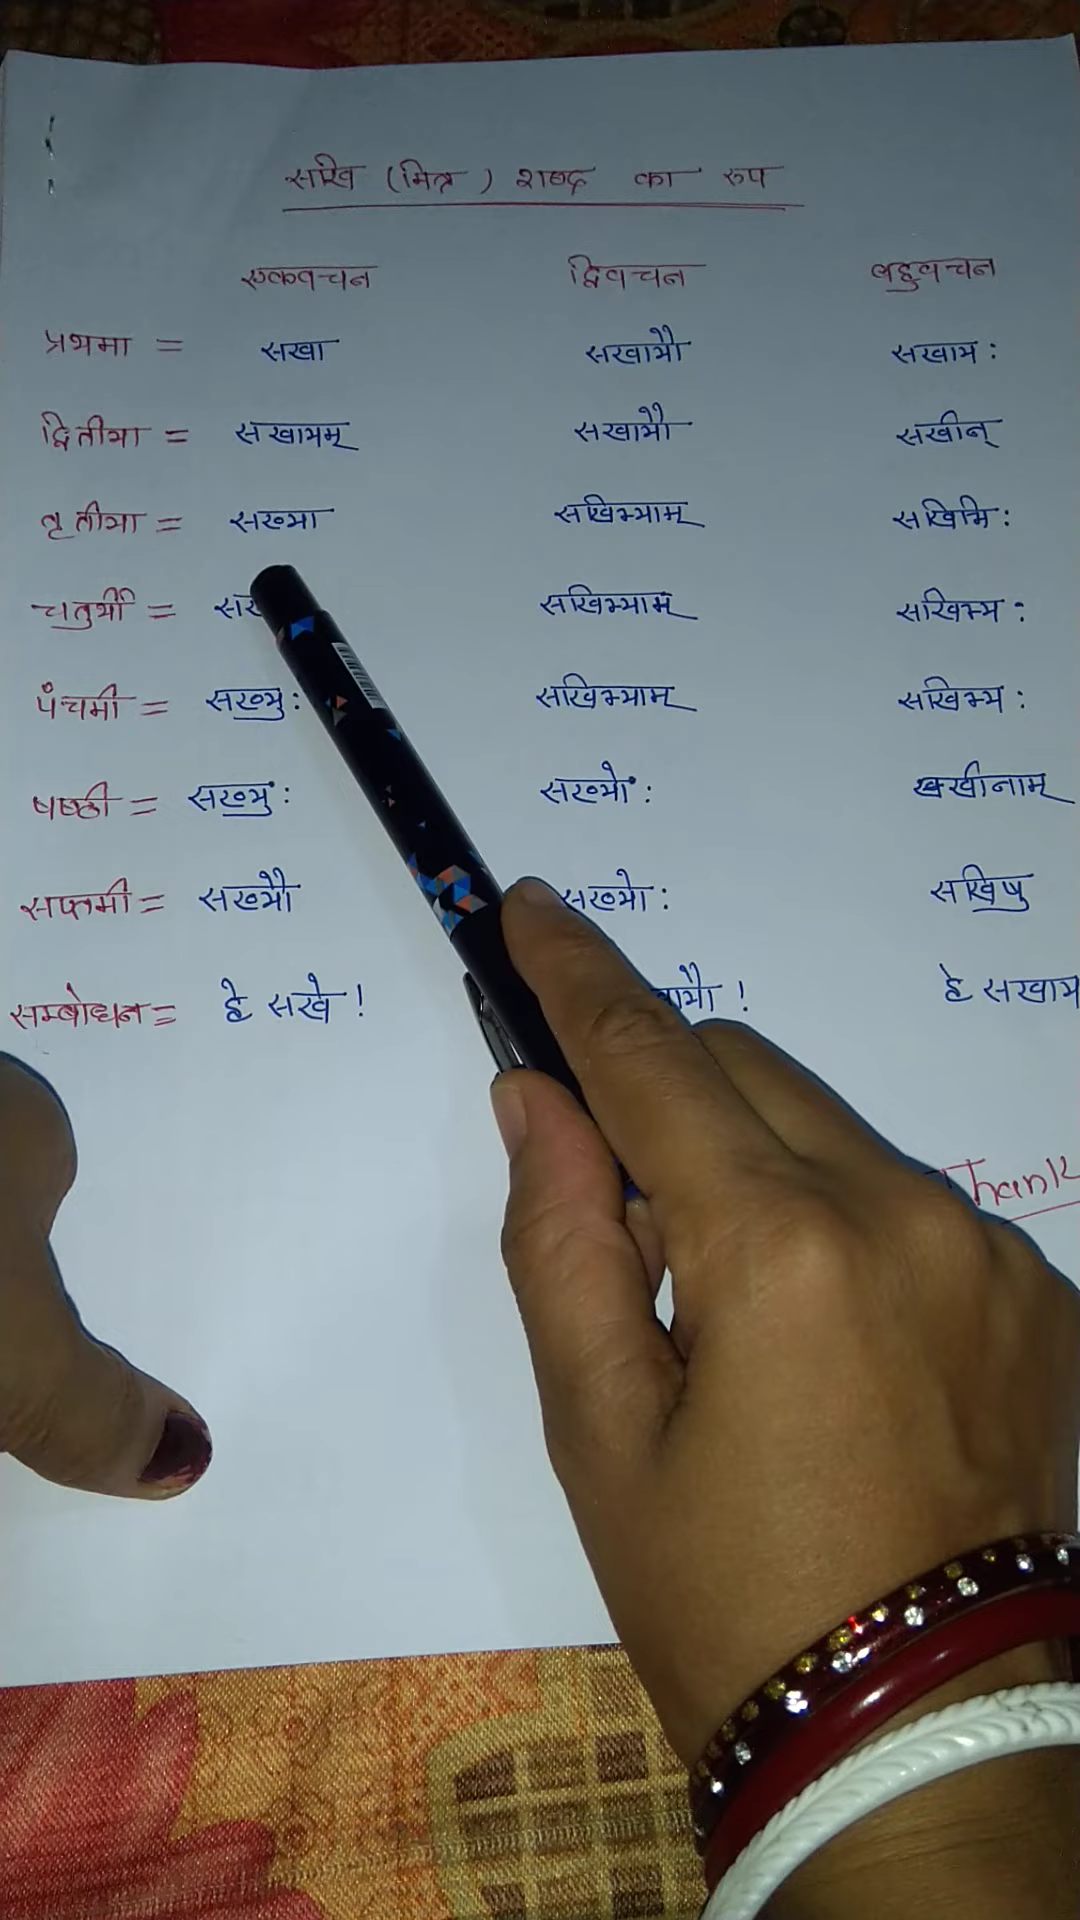 सखि (मित्र) शब्द का रुप
एकवचन द्विवचन बहुवचन
प्रथमा = सखा सखायौ सखाय:
द्वितीया = सखायम् सखायौ सखीन्
तृतीया = सख्या सखिभ्याम् सखिभि:
चतुर्थी = सखिभ्याम् सखिभ्य:
पंचमी = सख्यु: सखिभ्याम् सखिभ्य:
षष्ठी = सख्यु: सख्यो: सखीनाम्
सप्तमी = सख्यौ सख्यो: सखिषु
सम्बोधन = हे सखे ! हे सखाय
Thank